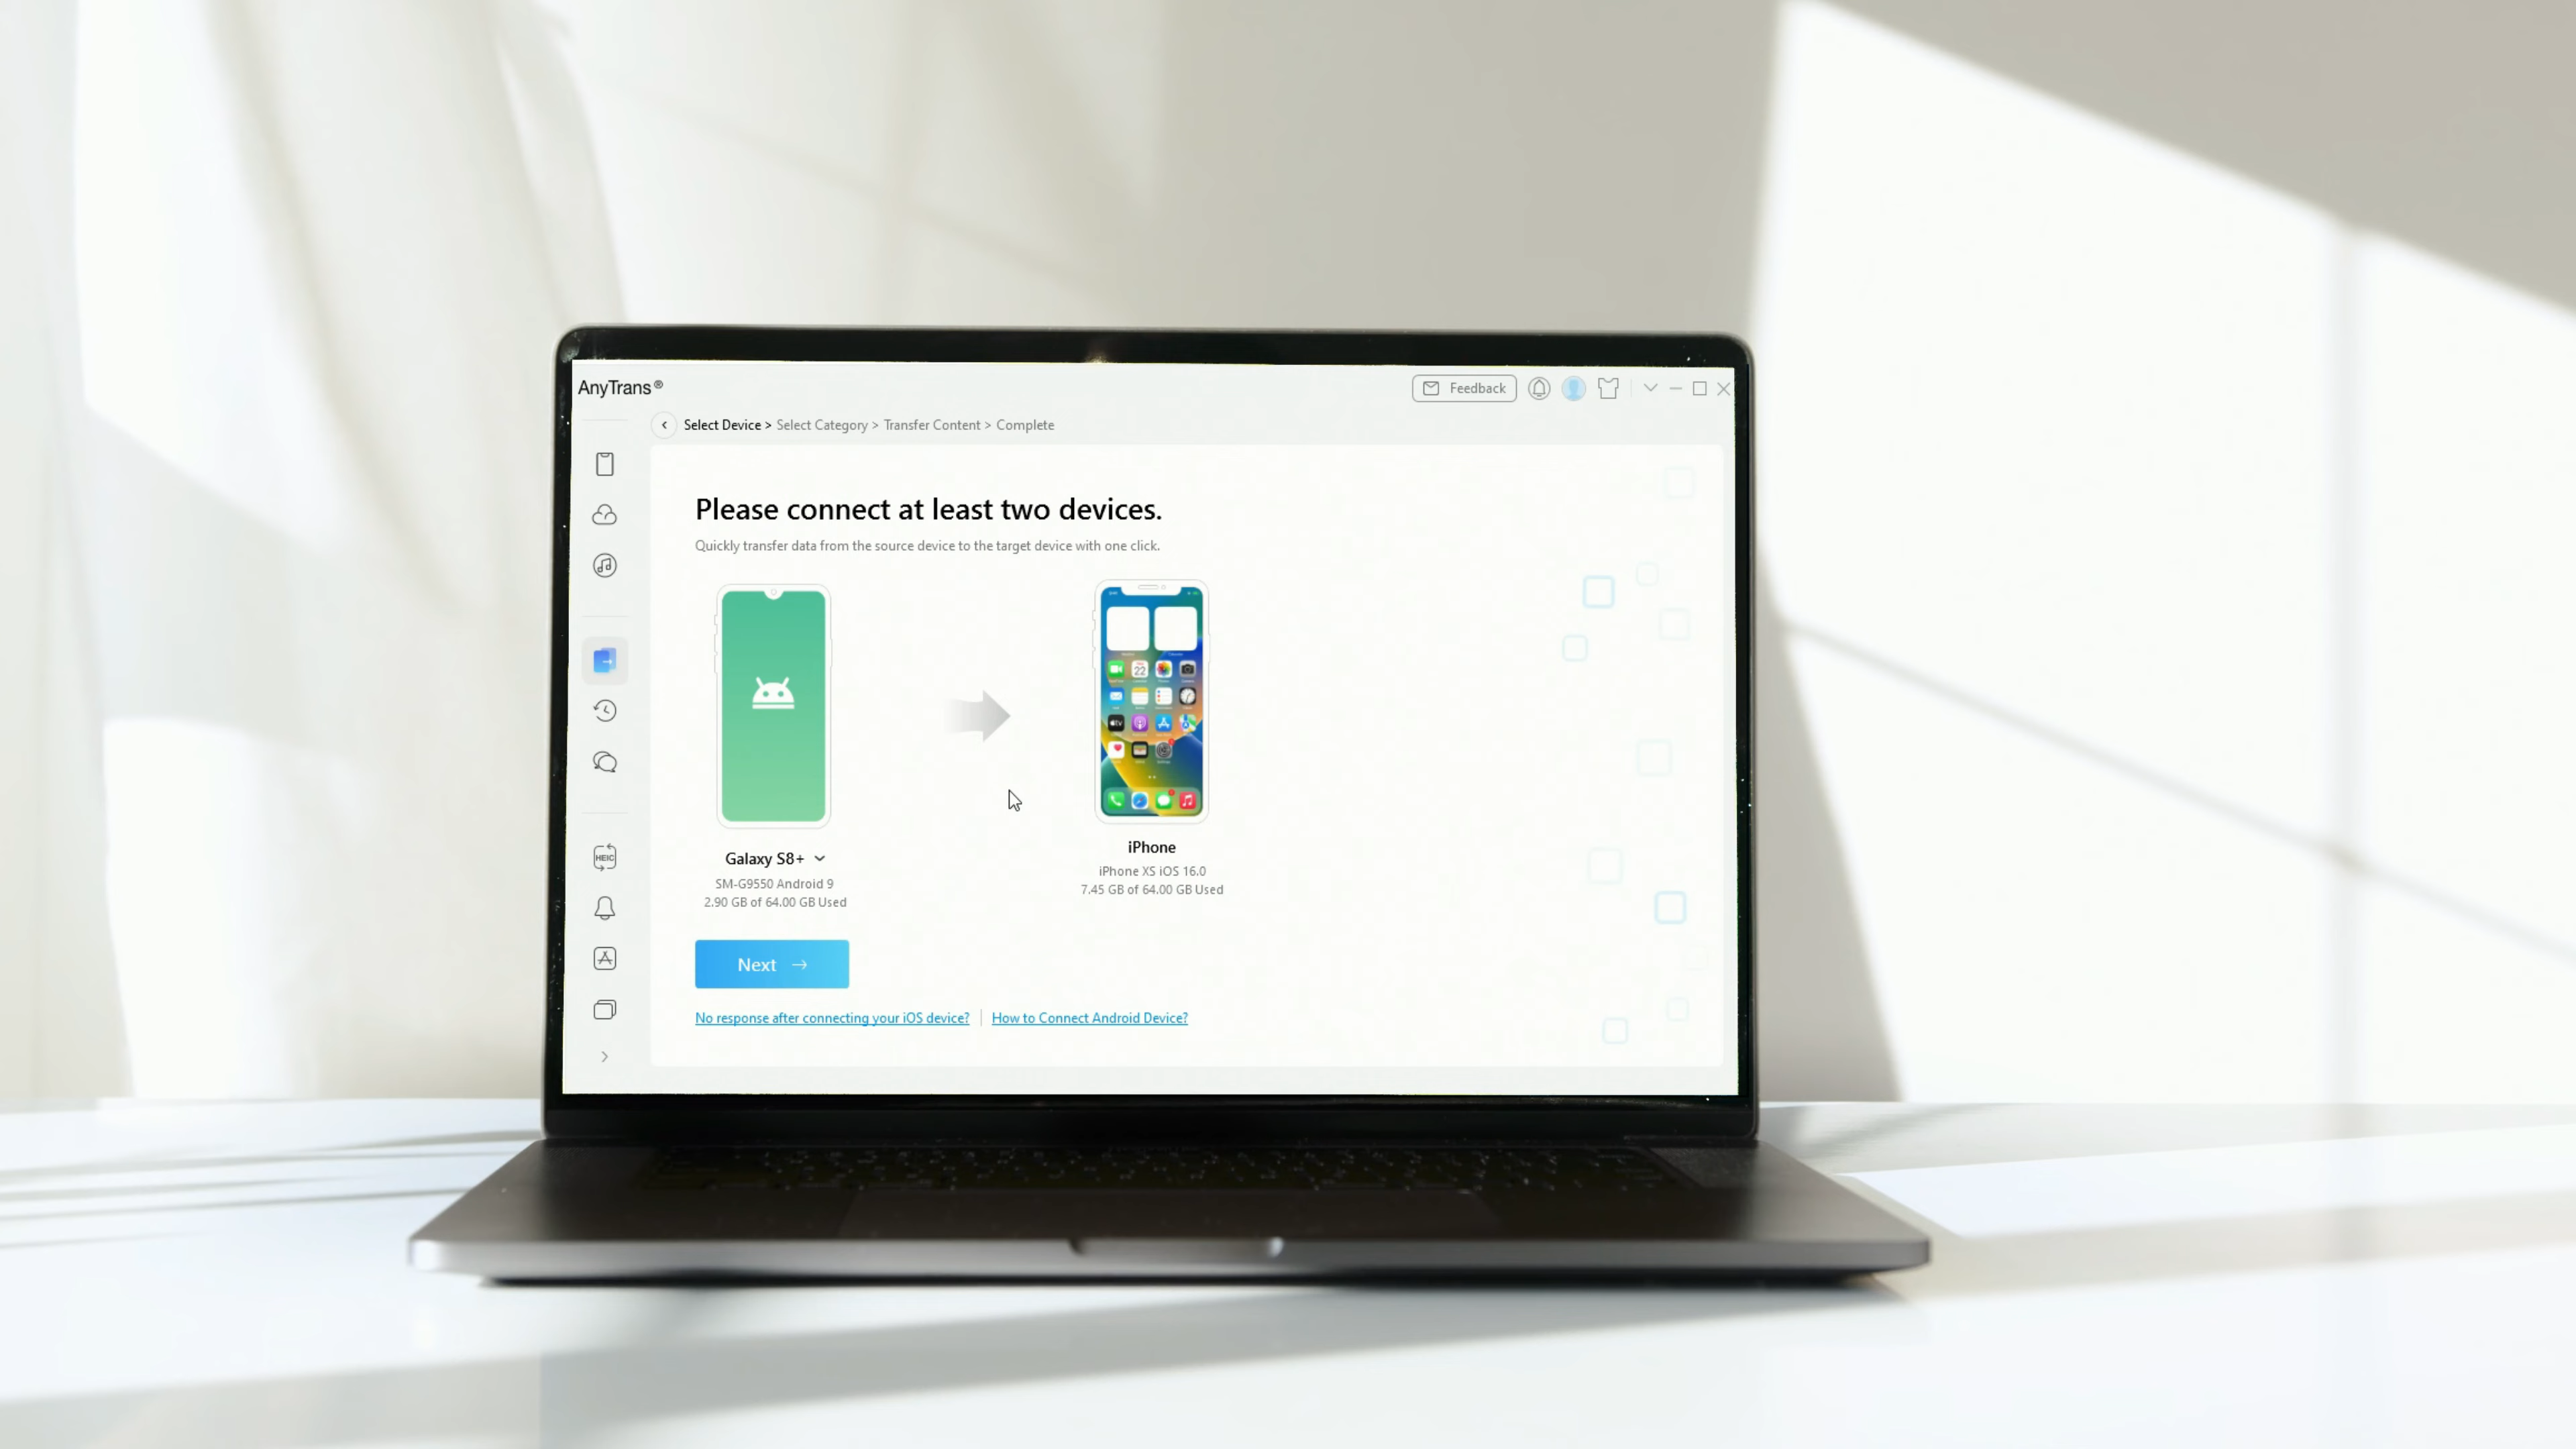 AnyTrans®
Feedback
Select Device > Select Category > Transfer Content > Complete
Please connect at least two devices.
Quickly transfer data from the source device to the target device with one click.
22
Galaxy S8+
SM-G9550 Android 9
2.90 GB of 64.00 GB Used
iPhone
iPhone XS iOS 16.0
7.45 GB of 64.00 GB Used
HEIC
Next
No response after connecting your iOS device? | How to Connect Android Device?